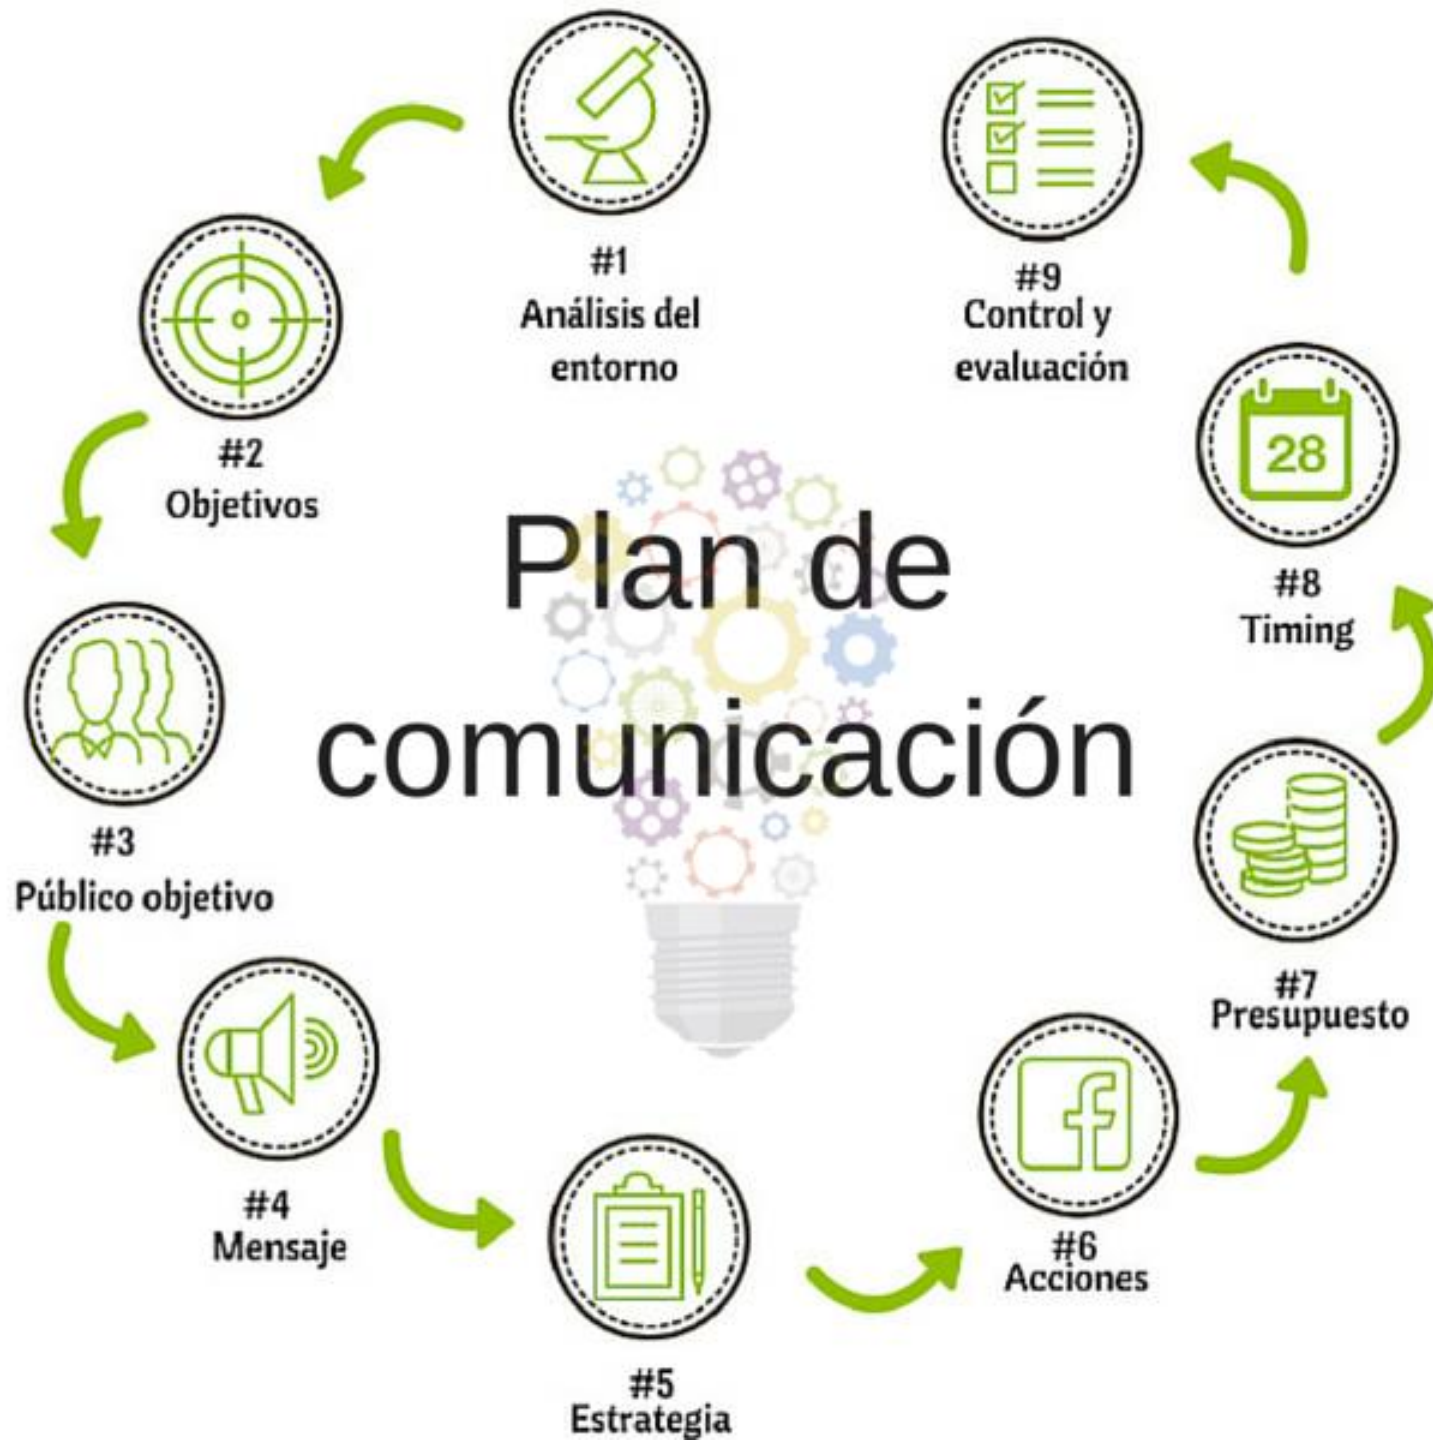 Plan de
comunicación
#1
Análisis del
entorno
#2
Objetivos
#3
Público objetivo
#4
Mensaje
#5
Estrategia
#6
Acciones
#7
Presupuesto
28
#8
Timing
#9
Control y
evaluación